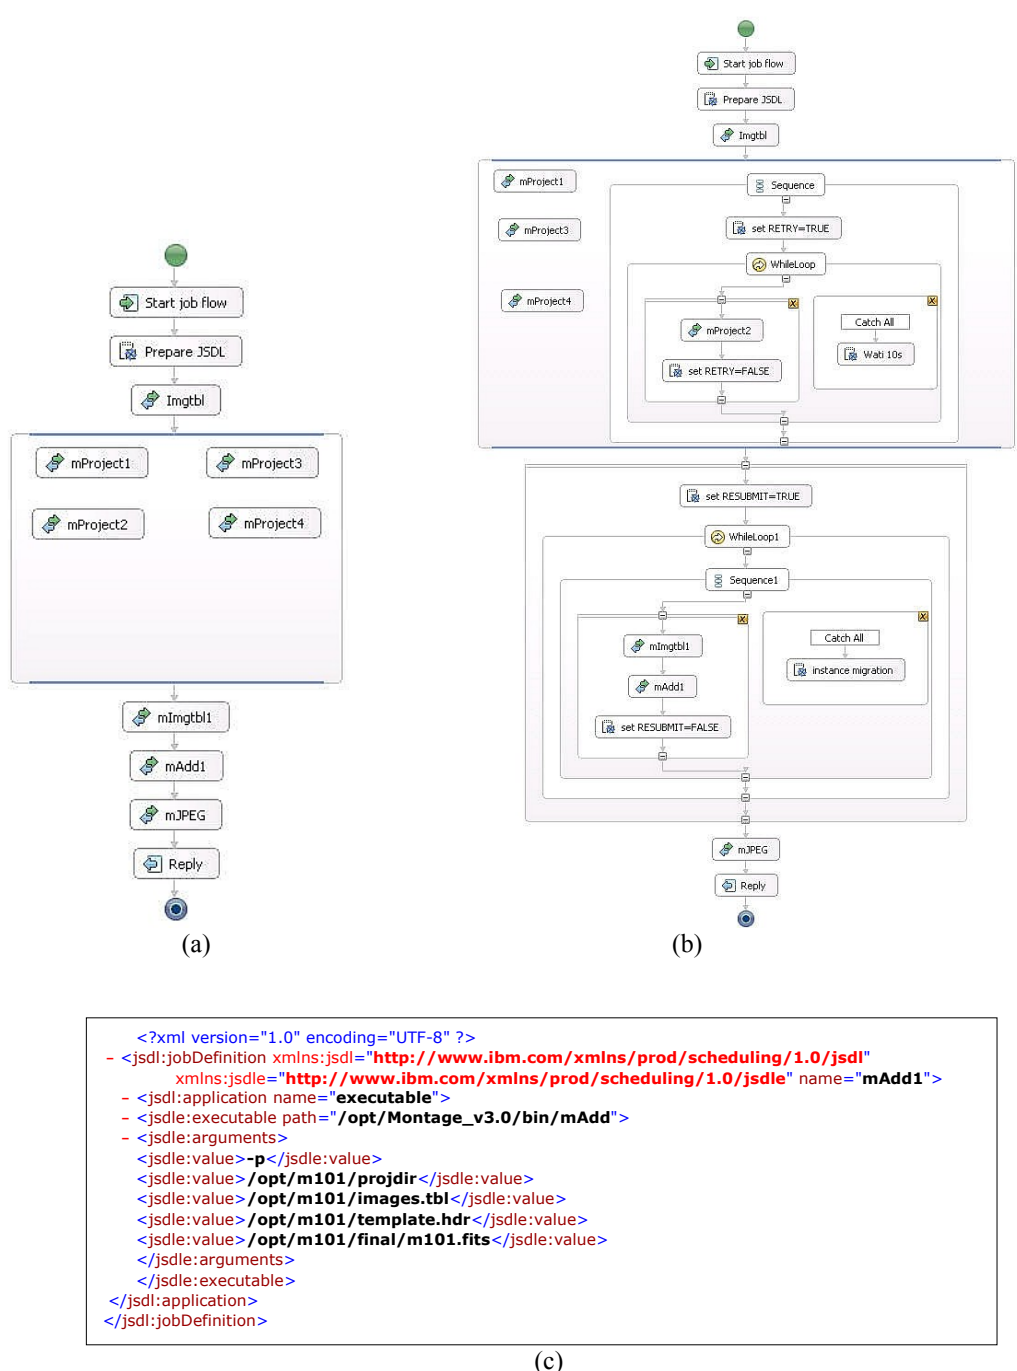 Start job flow
Prepare JSDL
Imgtbl
mProject1
mProject3
mProject2
mProject4
mImgtbl1
mAdd1
mJPEG
Reply
(a)
Start job flow
Prepare JSDL
Imgtbl
mProject1
mProject3
mProject4
Sequence
set RETRY=TRUE
WhileLoop
mProject2
set RETRY=FALSE
Catch All
Wati 10s
set RESUBMIT=TRUE
WhileLoop1
Sequence1
mImgtbl1
mAdd1
set RESUBMIT=FALSE
Catch All
instance migration
mJPEG
Reply
(b)
<?xml version="1.0" encoding="UTF-8" ?>
– <jsdl:jobDefinition xmlns:jsdl="http://www.ibm.com/xmlns/prod/scheduling/1.0/jsdl"
xmlns:jsdle="http://www.ibm.com/xmlns/prod/scheduling/1.0/jsdle" name="mAdd1">
– <jsdl:application name="executable">
– <jsdle:executable path="/opt/Montage_v3.0/bin/mAdd">
– <jsdle:arguments>
<jsdle:value>-p</jsdle:value>
<jsdle:value>/opt/m101/projdir</jsdle:value>
<jsdle:value>/opt/m101/images.tbl</jsdle:value>
<jsdle:value>/opt/m101/template.hdr</jsdle:value>
<jsdle:value>/opt/m101/final/m101.fits</jsdle:value>
</jsdle:arguments>
</jsdle:executable>
</jsdl:application>
</jsdl:jobDefinition>
(c)